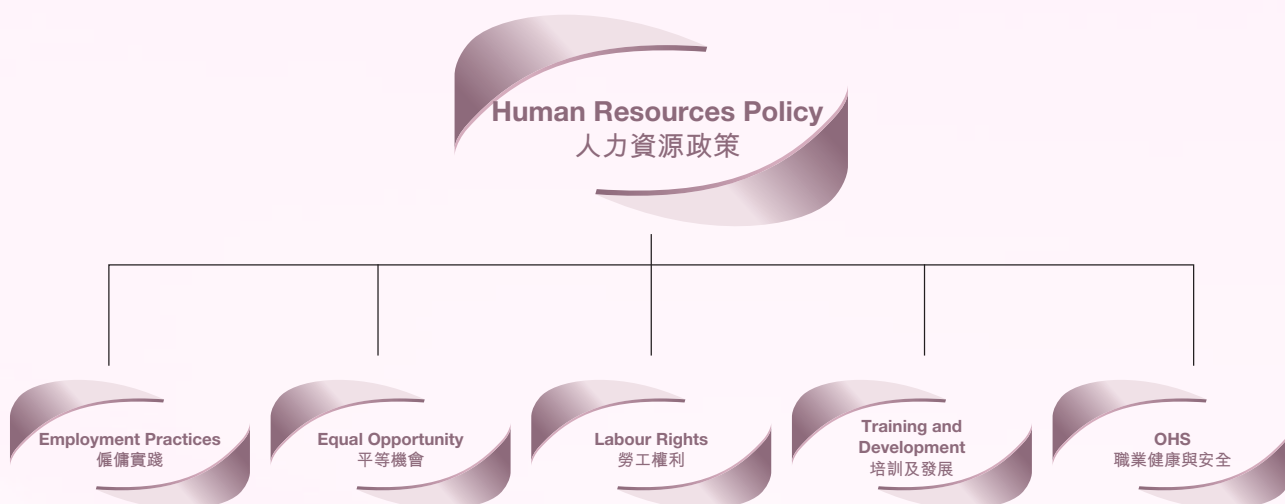 Human Resources Policy
人力資源政策
Employment Practices
僱傭實踐
Equal Opportunity
平等機會
Labour Rights
勞工權利
Training and
Development
培訓及發展
OHS
職業健康與安全